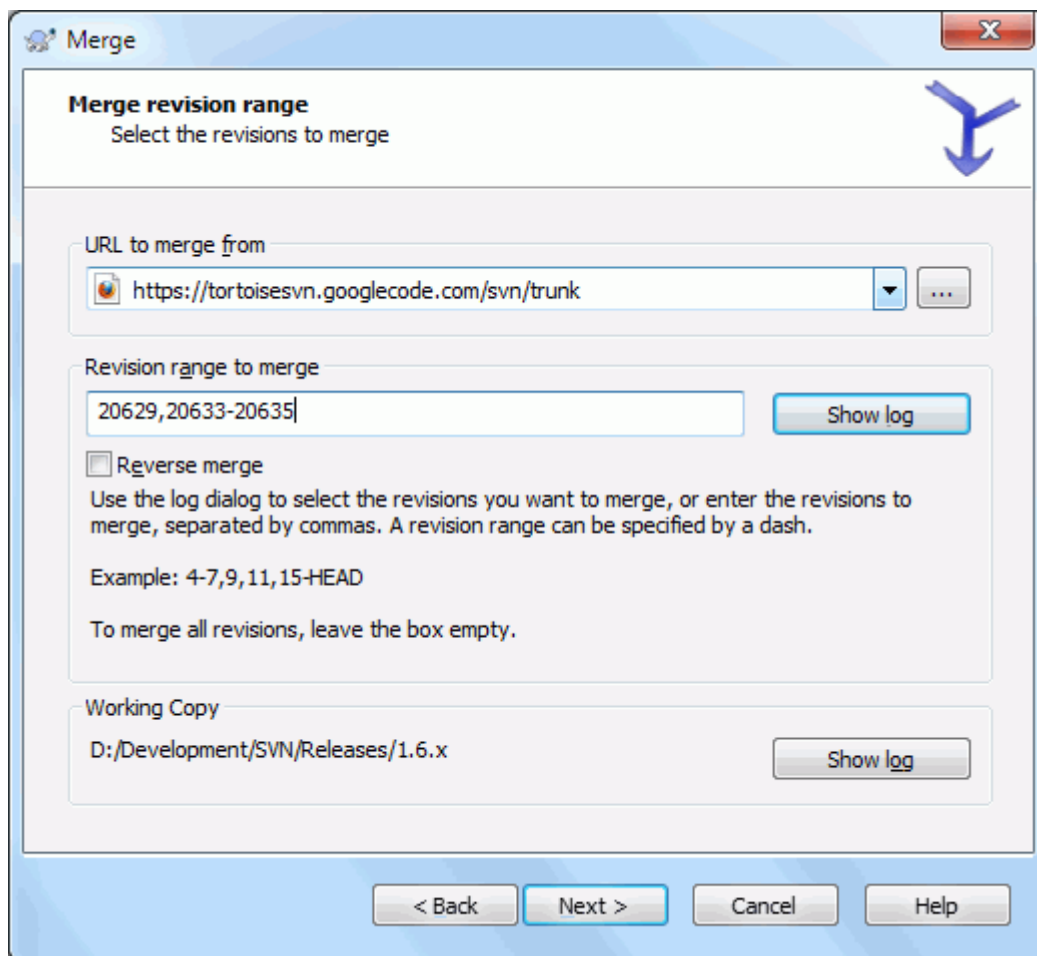 Merge
Merge revision range
Select the revisions to merge
URL to merge from
https://tortoisesvn.googlecode.com/svn/trunk
...
Revision range to merge
20629,20633-20635
Show log
Reverse merge
Use the log dialog to select the revisions you want to merge, or enter the revisions to
merge, separated by commas. A revision range can be specified by a dash.
Example: 4-7,9,11,15-HEAD
To merge all revisions, leave the box empty.
Working Copy
D:/Development/SVN/Releases/1.6.x
Show log
< Back
Next >
Cancel
Help